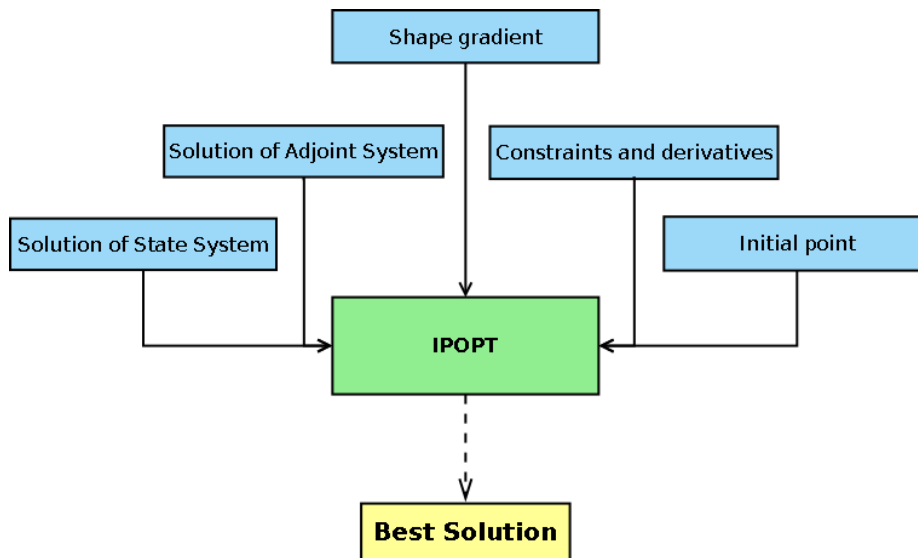 Shape gradient
Solution of Adjoint System
Constraints and derivatives
Solution of State System
Initial point
IPOPT
Best Solution